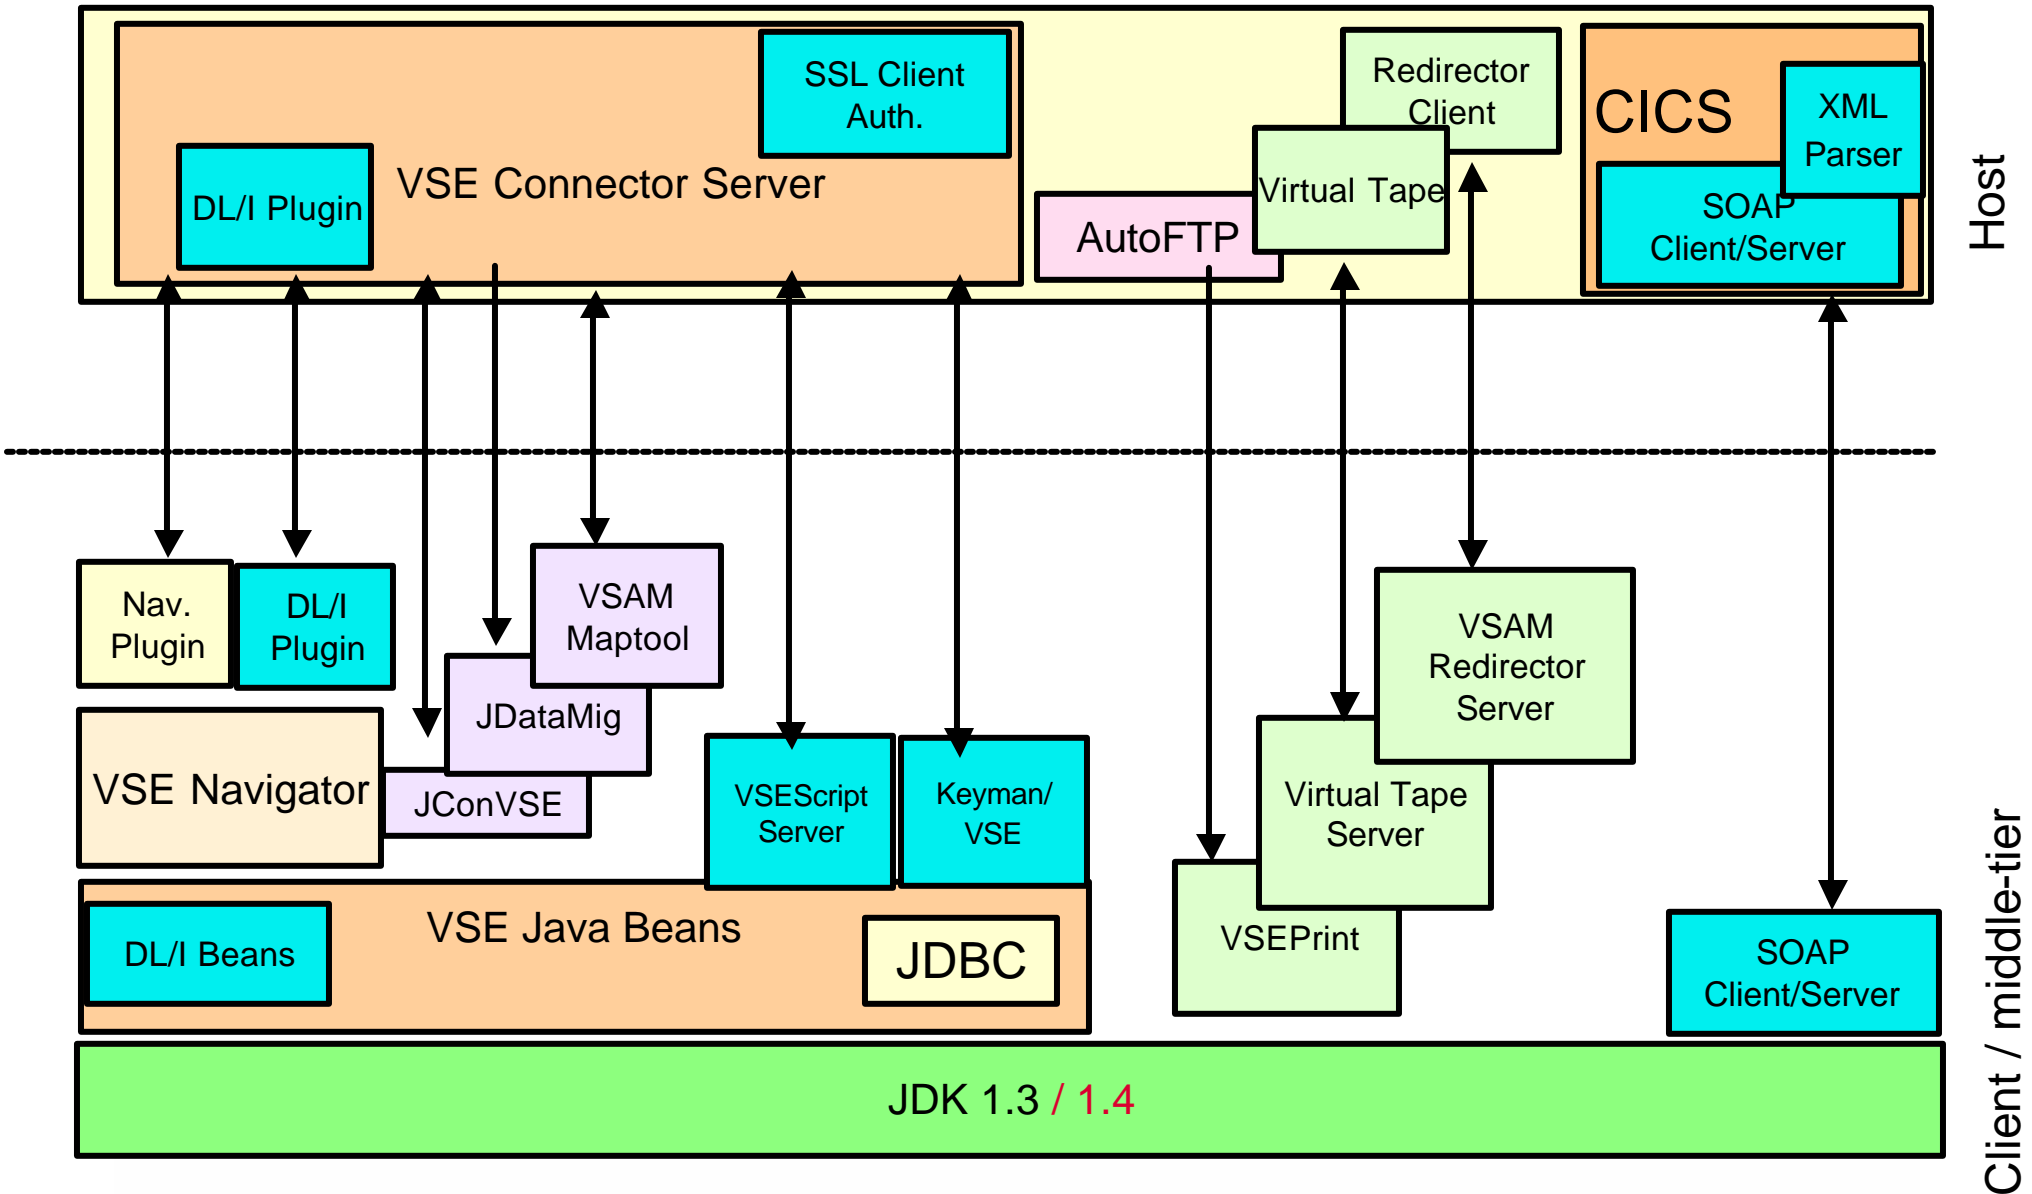 SSL Client
Auth.
Redirector
Client
CICS
XML
Parser
VSE Connector Server
DL/I Plugin
Virtual Tape
AutoFTP
SOAP
Client/Server
Host
Nav.
Plugin
DL/I
Plugin
VSAM
Maptool
JDataMig
VSE Navigator
JConVSE
VSEScript
Server
Keyman/
VSE
VSAM
Redirector
Server
Virtual Tape
Server
VSEPrint
VSE Java Beans
DL/I Beans
JDBC
SOAP
Client/Server
Client / middle-tier
JDK 1.3 / 1.4